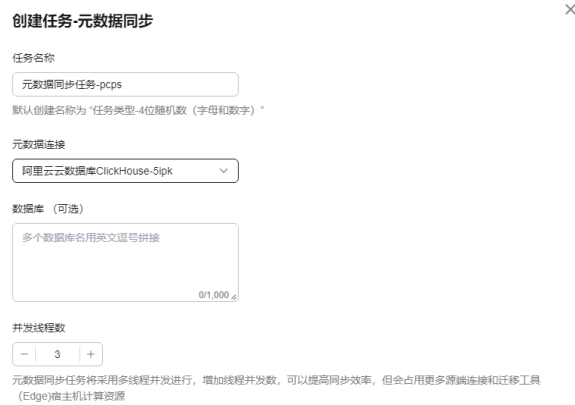 创建任务-元数据同步
任务名称
元数据同步任务-pcps
默认创建名称为 “任务类型-4位随机数（字母和数字）”
元数据连接
阿里云云数据库ClickHouse-5ipk
数据库 （可选）
多个数据库名用英文逗号拼接
0/1,000
并发线程数
3
元数据同步任务将采用多线程并发进行，增加线程并发数，可以提高同步效率，但会占用更多源端连接和迁移工具
（Edge)宿主机计算资源